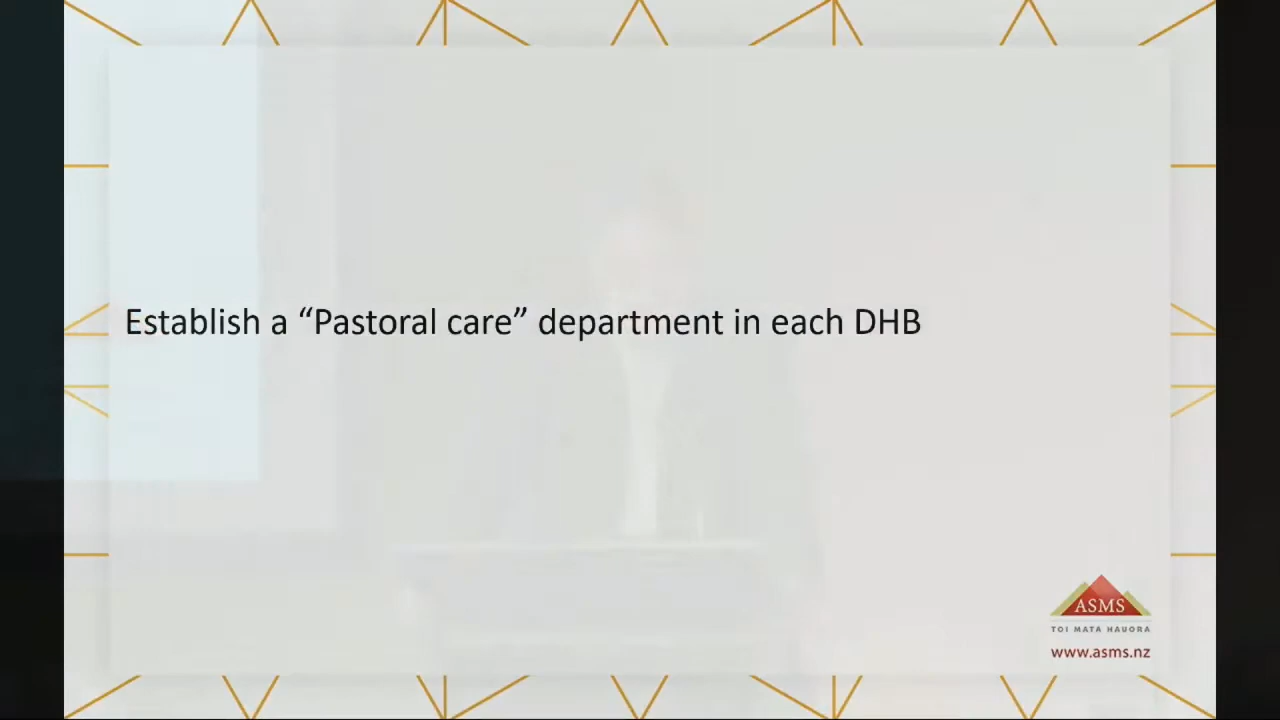 Establish a “Pastoral care” department in each DHB
ASMS
TOI MATA HAUORA
www.asms.nz